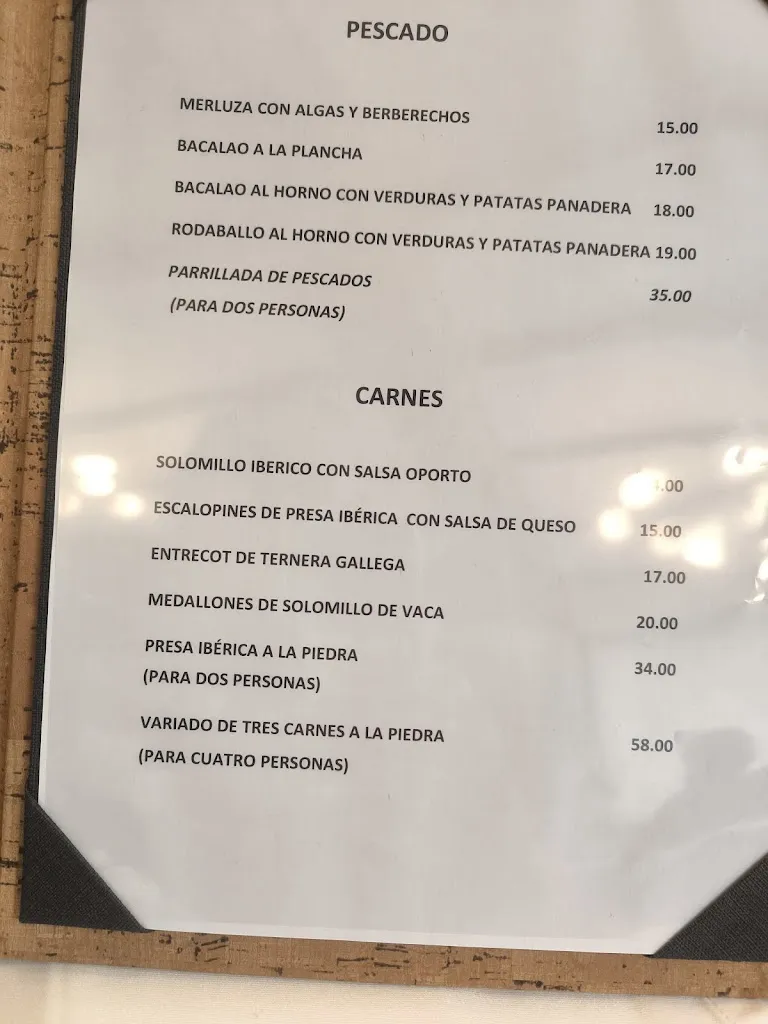 PESCADO
MERLUZA CON ALGAS Y BERBERECHOS 15.00
BACALAO A LA PLANCHA 17.00
BACALAO AL HORNO CON VERDURAS Y PATATAS PANADERA 18.00
RODABALLO AL HORNO CON VERDURAS Y PATATAS PANADERA 19.00
PARRILLADA DE PESCADOS 35.00
(PARA DOS PERSONAS)
CARNES
SOLOMILLO IBERICO CON SALSA OPORTO
ESCALOPINES DE PRESA IBÉRICA CON SALSA DE QUESO 15.00
ENTRECOT DE TERNERA GALLEGA 17.00
MEDALLONES DE SOLOMILLO DE VACA 20.00
PRESA IBÉRICA A LA PIEDRA 34.00
(PARA DOS PERSONAS)
VARIADO DE TRES CARNES A LA PIEDRA 58.00
(PARA CUATRO PERSONAS)